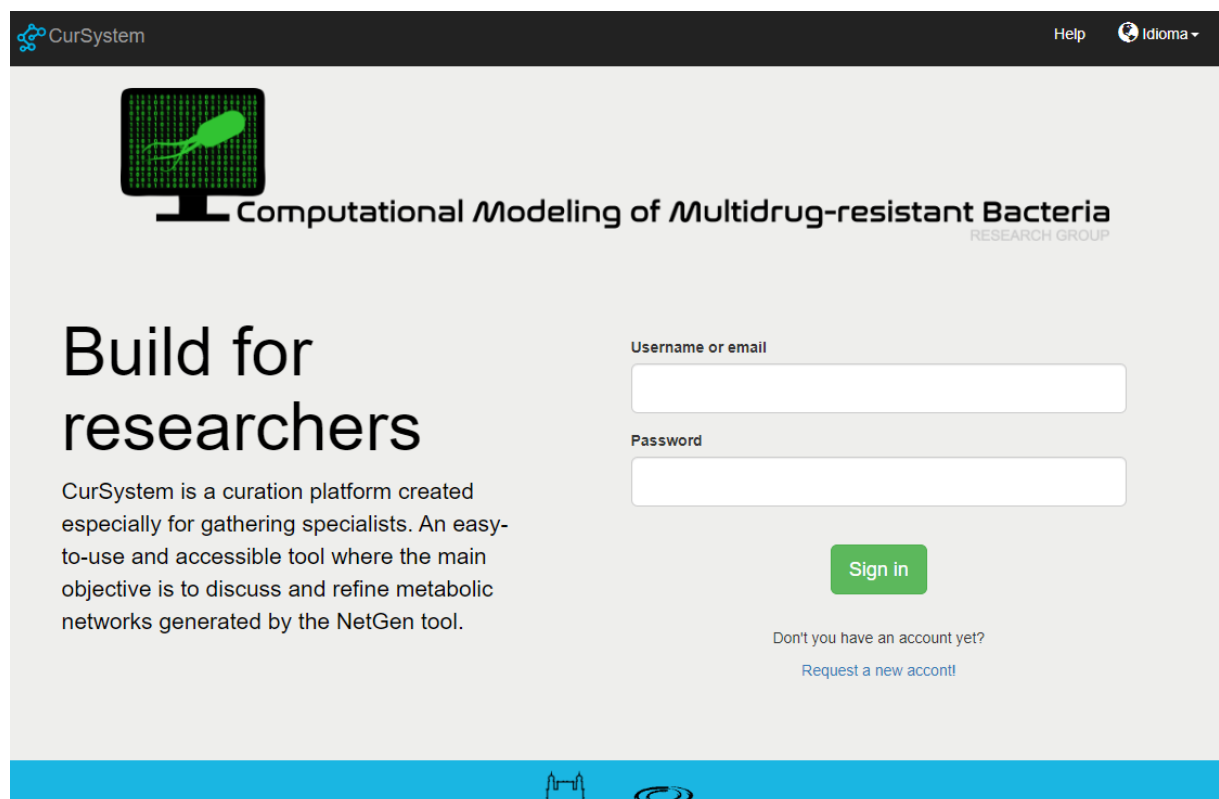 CurSystem
Help
Idioma
Computational Modeling of Multidrug-resistant Bacteria
RESEARCH GROUP
Build for
researchers
CurSystem is a curation platform created
especially for gathering specialists. An easy-
to-use and accessible tool where the main
objective is to discuss and refine metabolic
networks generated by the NetGen tool.
Username or email
Password
Sign in
Don't you have an account yet?
Request a new accont!